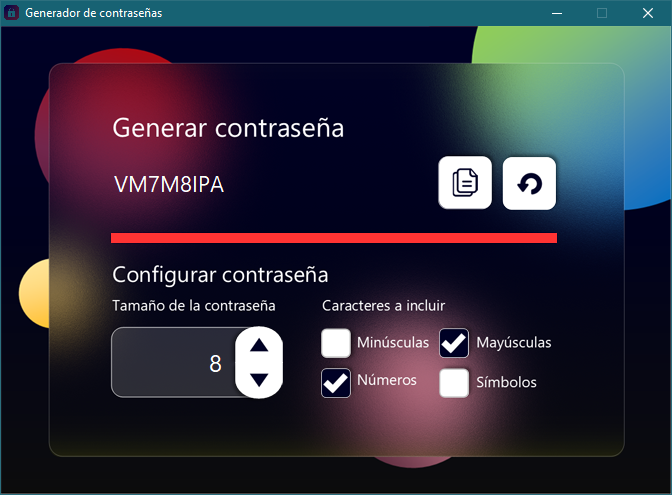 Generador de contraseñas
Generar contraseña
VM7M8IPA
Configurar contraseña
Tamaño de la contraseña
Caracteres a incluir
8
Minúsculas
Mayúsculas
Números
Símbolos